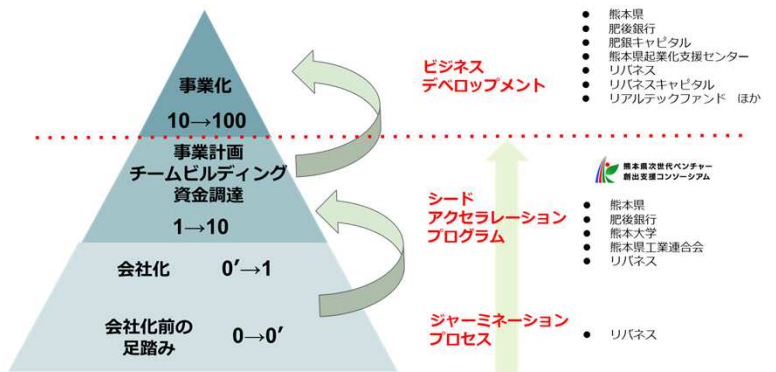 事業化
10→100
事業計画
チームビルディング
資金調達
1→10
会社化 0′→1
会社化前の
足踏み 0→0′
ビジネス
デベロップメント
シード
アクセラレーション
プログラム
ジャーミネーション
プロセス
● 熊本県
● 肥後銀行
● 肥銀キャピタル
● 熊本県起業化支援センター
● リバネス
● リバネスキャピタル
● リアルテックファンド ほか
熊本県次世代ベンチャー
創出支援コンソーシアム
● 熊本県
● 肥後銀行
● 熊本大学
● 熊本県工業連合会
● リバネス
● リバネス